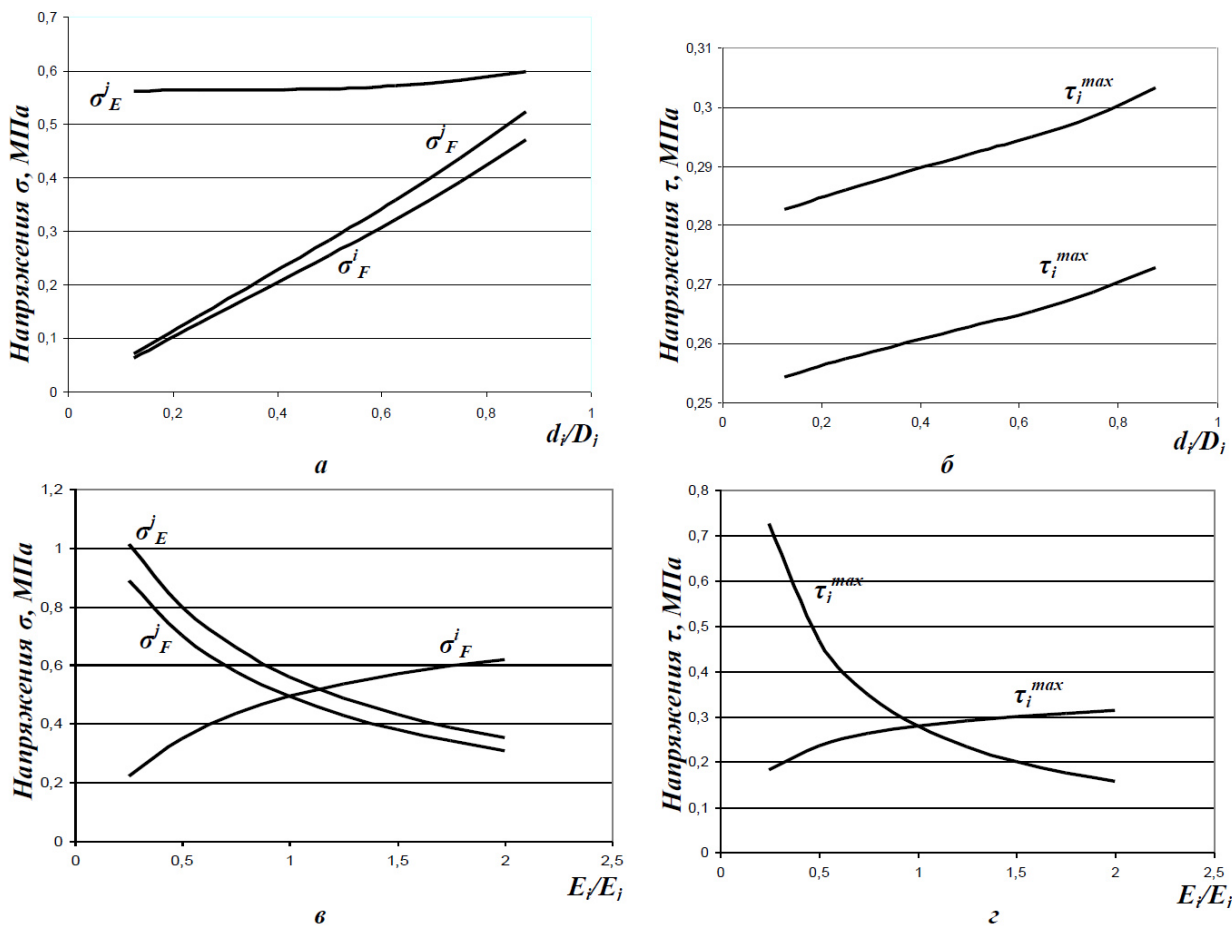 0,7
0,6
0,5
0,4
0,3
0,2
0,1
0
Напряжения σ, МПа
σ^j_E
σ^j_F
σ^i_F
0
0,2
0,4
0,6
0,8
1
d_i/D_j
а
0,31
0,3
0,29
0,28
0,27
0,26
0,25
Напряжения τ, МПа
τ_j^max
τ_i^max
0
0,2
0,4
0,6
0,8
1
d_i/D_j
б
1,2
1
0,8
0,6
0,4
0,2
0
Напряжения σ, МПа
σ^j_E
σ^j_F
σ^i_F
0
0,5
1
1,5
2
2,5
E_i/E_j
в
0,8
0,7
0,6
0,5
0,4
0,3
0,2
0,1
0
Напряжения τ, МПа
τ_j^max
τ_i^max
0
0,5
1
1,5
2
2,5
E_i/E_j
г